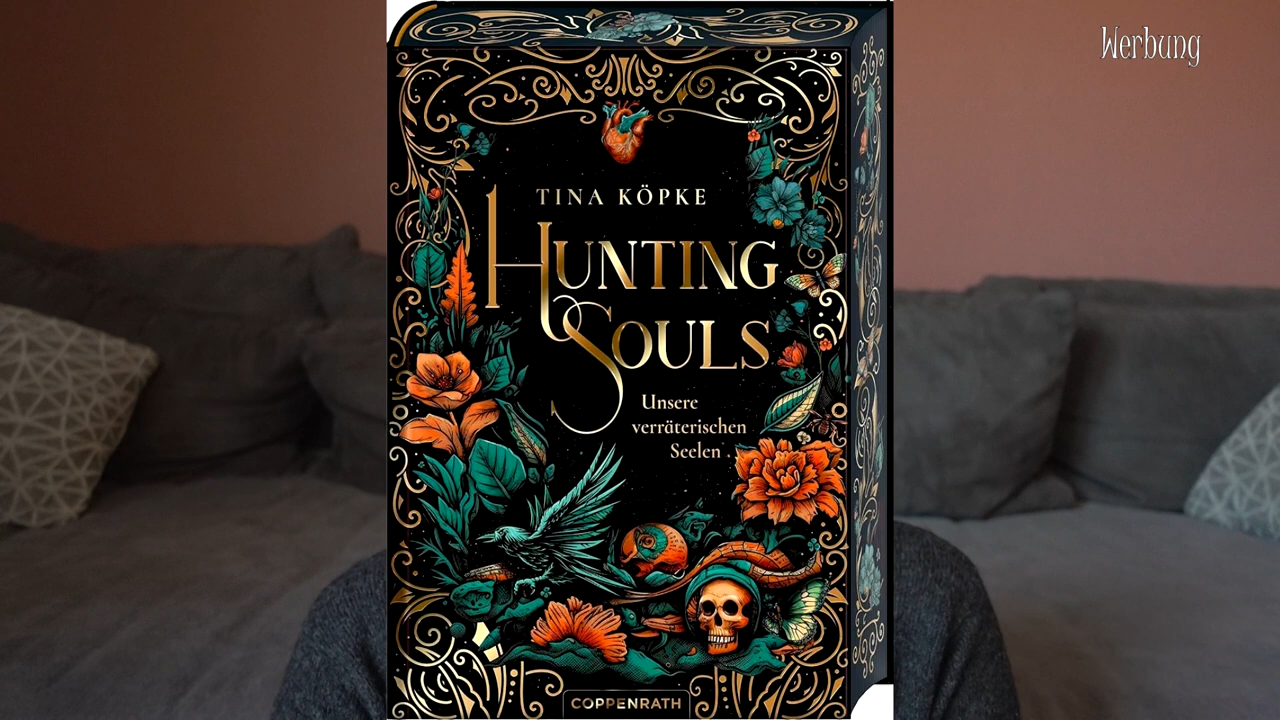 Werbung
TINA KÖPKE
HUNTING
SOULS
Unsere
verräterischen
Seelen
COPPENRATH